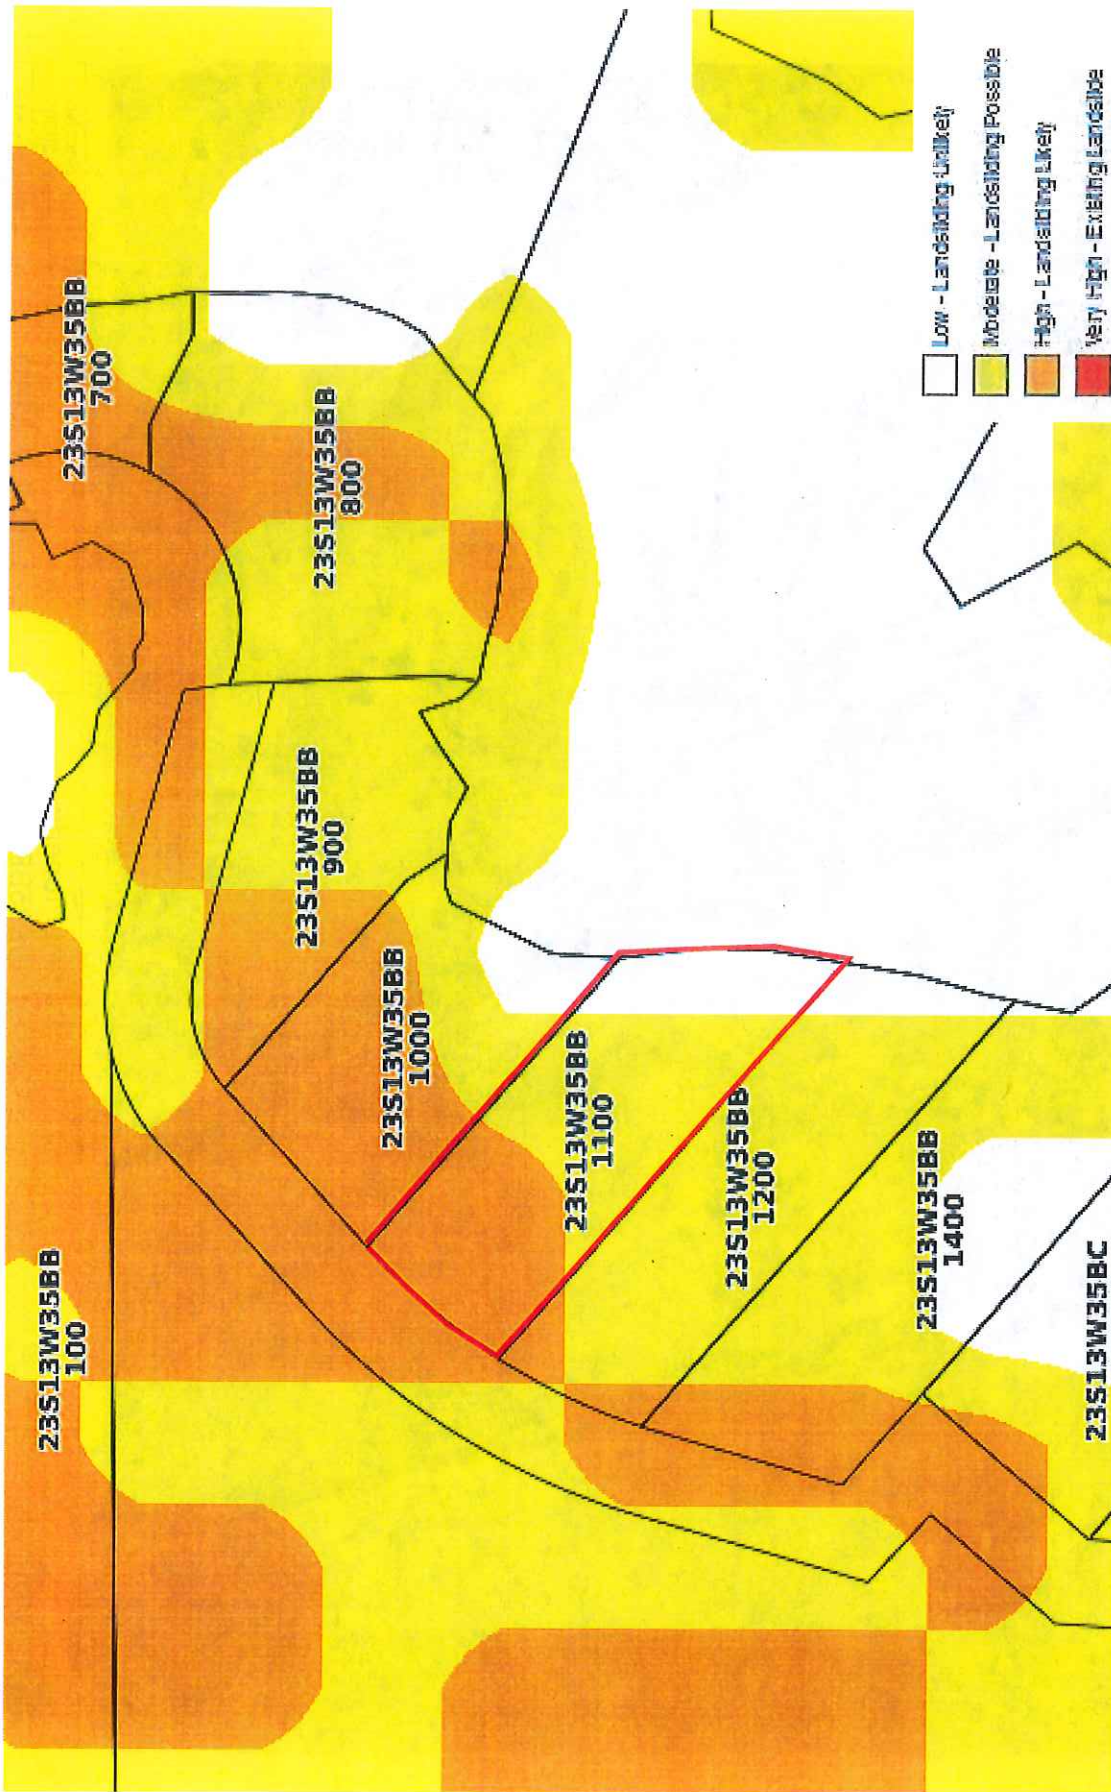 23S13W35BB
100
23S13W35BB
700
23S13W35BB
800
23S13W35BB
900
23S13W35BB
1000
23S13W35BB
1100
23S13W35BB
1200
23S13W35BB
1400
23S13W35BC
Low - Landsliding Unlikely
Moderate - Landsliding Possible
High - Landsliding Likely
Very High - Existing Landslide